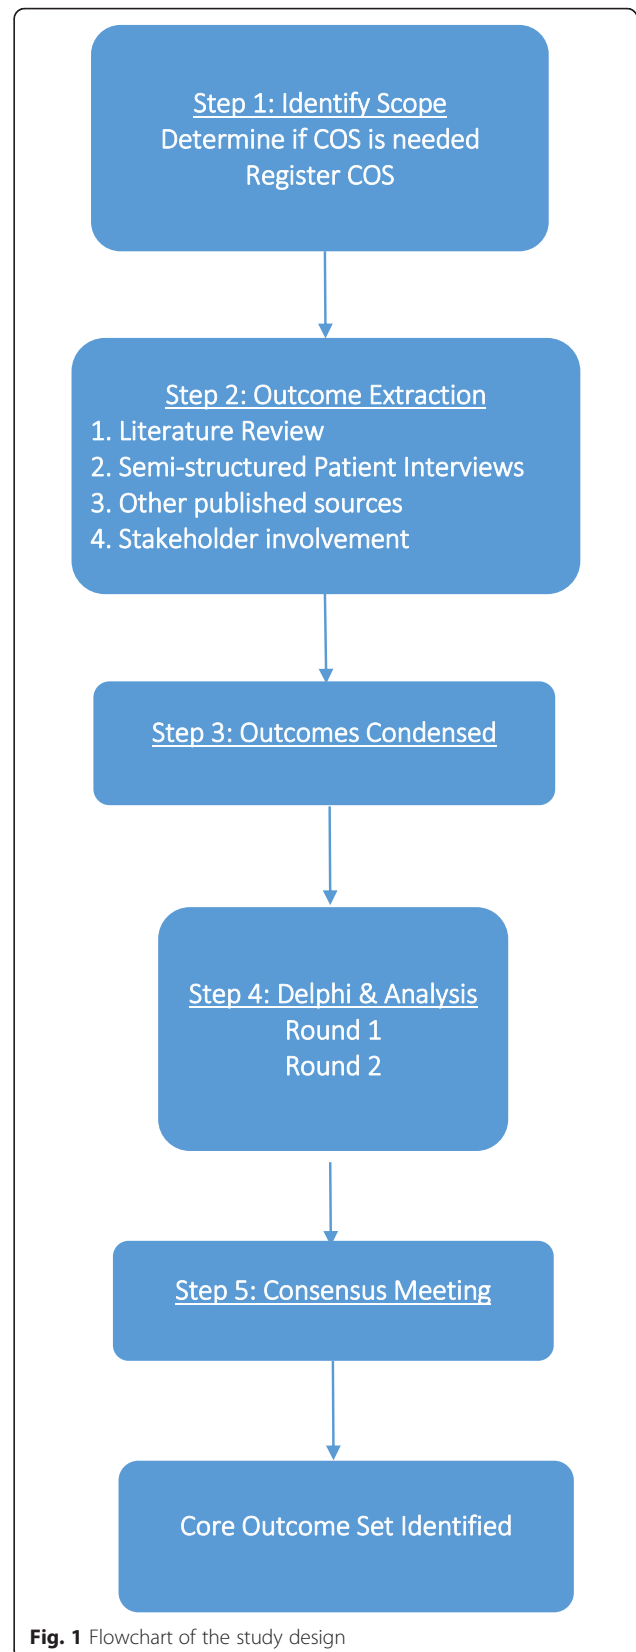 Step 1: Identify Scope
Determine if COS is needed
Register COS
Step 2: Outcome Extraction
1. Literature Review
2. Semi-structured Patient Interviews
3. Other published sources
4. Stakeholder involvement
Step 3: Outcomes Condensed
Step 4: Delphi & Analysis
Round 1
Round 2
Step 5: Consensus Meeting
Core Outcome Set Identified
Fig. 1 Flowchart of the study design